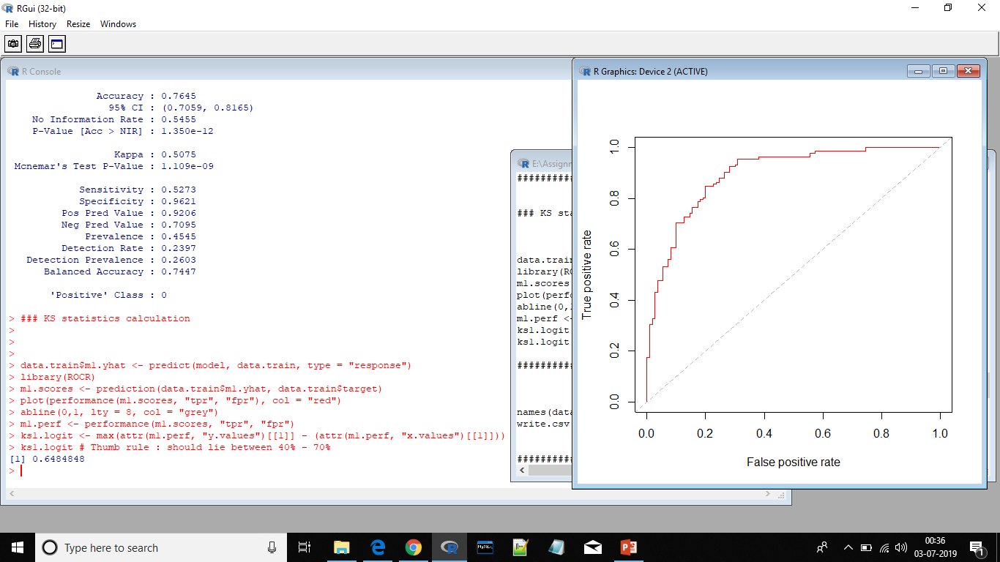 RGui (32-bit)
File History Resize Windows
R Console
Accuracy : 0.7645
95% CI : (0.7059, 0.8165)
No Information Rate : 0.5455
P-Value [Acc > NIR] : 1.350e-12
Kappa : 0.5075
Mcnemar's Test P-Value : 1.109e-09
Sensitivity : 0.5273
Specificity : 0.9621
Pos Pred Value : 0.9206
Neg Pred Value : 0.7095
Prevalence : 0.4545
Detection Rate : 0.2397
Detection Prevalence : 0.2603
Balanced Accuracy : 0.7447
'Positive' Class : 0
> ### KS statistics calculation
>
>
>
> data.train$m1.yhat <- predict(model, data.train, type = "response")
> library(ROCR)
> m1.scores <- prediction(data.train$m1.yhat, data.train$target)
> plot(performance(m1.scores, "tpr", "fpr"), col = "red")
> abline(0,1, lty = 8, col = "grey")
> m1.perf <- performance(m1.scores, "tpr", "fpr")
> ks1.logit <- max(attr(m1.perf, "y.values")[[1]] - (attr(m1.perf, "x.values")[[1]]))
> ks1.logit # Thumb rule : should lie between 40% - 70%
[1] 0.6484848
>
E:\Assignm
##########
### KS sta
data.train
library(RO
m1.scores
plot(perfo
abline(0,1
m1.perf <-
ks1.logit
ks1.logit
##########
names(data
write.csv
##########
R Graphics: Device 2 (ACTIVE)
True positive rate
1.0
0.8
0.6
0.4
0.2
0.0
0.0 0.2 0.4 0.6 0.8 1.0
False positive rate
Type here to search
MySQL
00:36
03-07-2019
1